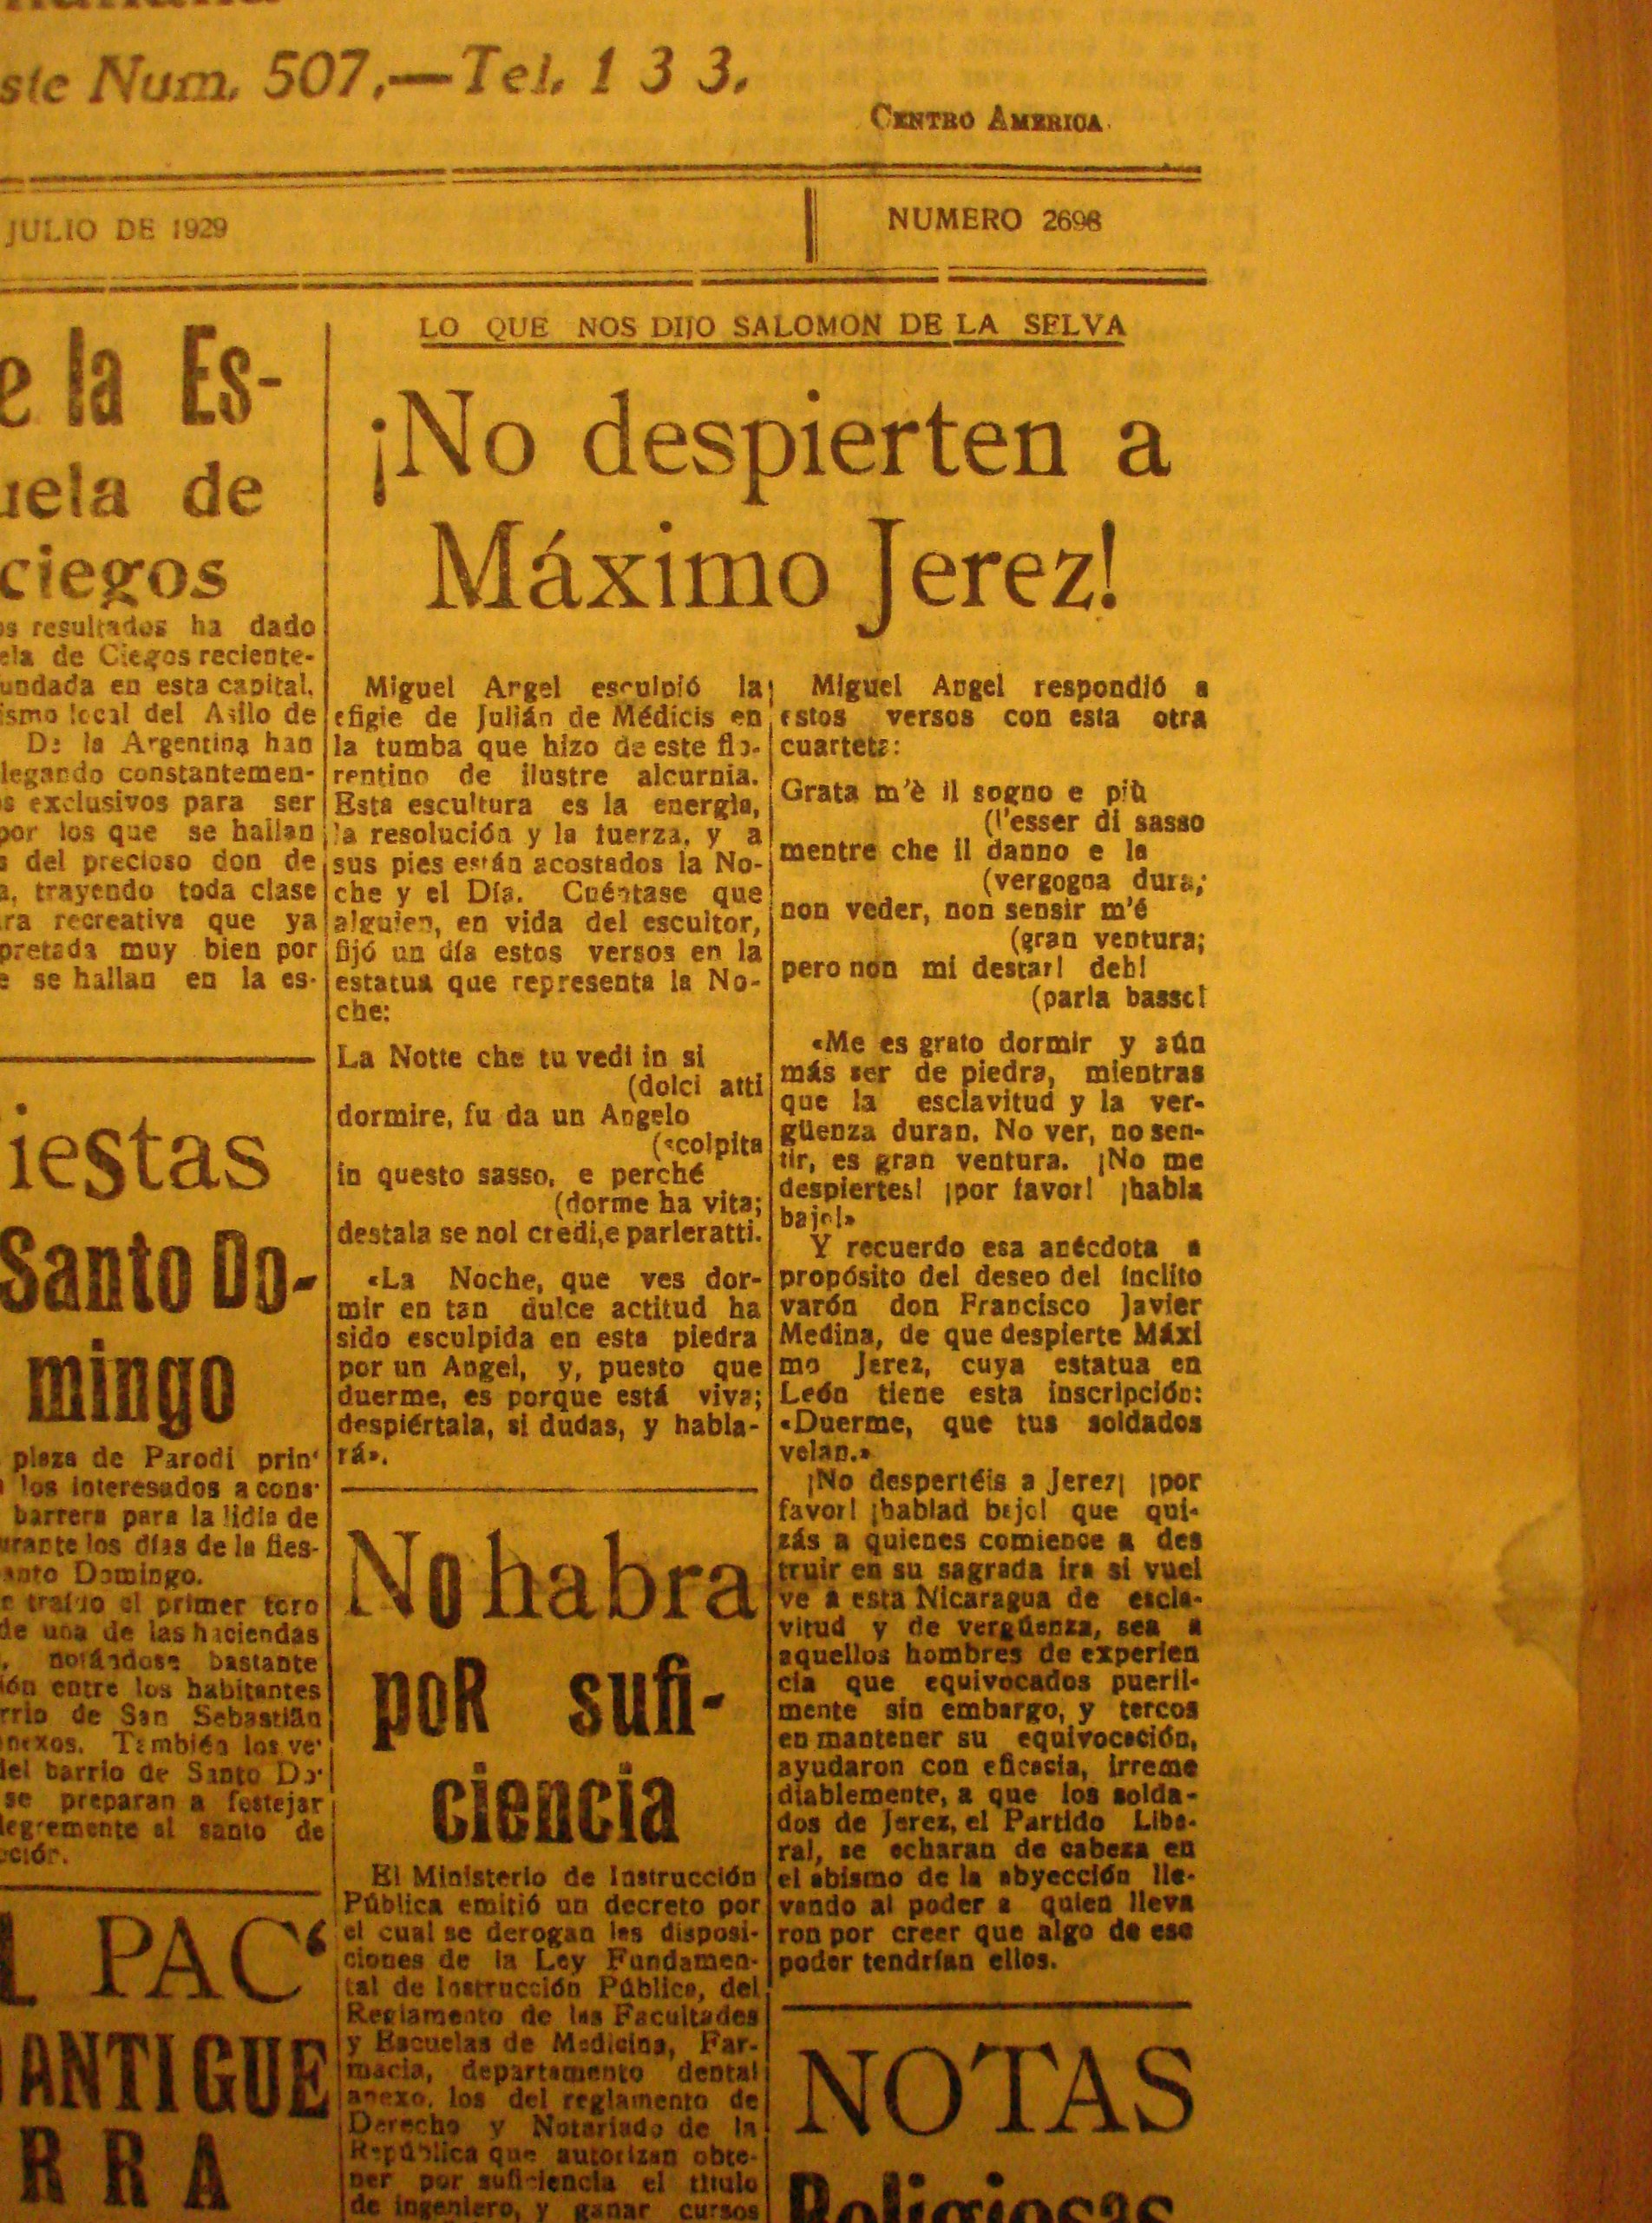 ste Num. 507.—Tel. 1 3 3.
CENTRO AMERICA.
JULIO DE 1929
NUMERO 2698
e la Es-
uela de
ciegos
os resultados ha dado
ela de Ciegos reciente-
undada en esta capital,
ismo local del Asilo de
De la Argentina han
legando constantemen-
s exclusivos para ser
por los que se hallan
s del precioso don de
a, trayendo toda clase
ra recreativa que ya
pretada muy bien por
e se hallan en la es-
iestas
Santo Do-
mingo
plaza de Parodi prin‘
los interesados a cons-
barrera para la lidia de
urante los días de la fies-
anto Domingo.
e trajo el primer toro
de una de las haciendas
, notándose bastante
ión entre los habitantes
rrio de San Sebastián
nexos. También los ve-
del barrio de Santo Do-
se preparan a festejar
legremente al santo de
oción.
L PAC‘
ANTIGUE
R R A
LO QUE NOS DIJO SALOMON DE LA SELVA
¡No despierten a
Máximo Jerez!
Miguel Angel esculpió la
efigie de Julián de Médicis en
la tumba que hizo de este flo-
rentino de ilustre alcurnia.
Esta escultura es la energía,
la resolución y la fuerza, y a
sus pies están acostados la No-
che y el Día. Cuéntase que
alguien, en vida del escultor,
fijó un día estos versos en la
estatua que representa la No-
che:
La Notte che tu vedi in si
(dolci atti
dormire, fu da un Angelo
(scolpita
in questo sasso, e perché
(dorme ha vita;
destala se nol credi,e parleratti.
«La Noche, que ves dor-
mir en tan dulce actitud ha
sido esculpida en esta piedra
por un Angel, y, puesto que
duerme, es porque está viva;
despiértala, si dudas, y habla-
rá».
No habra
poR sufi-
ciencia
El Ministerio de Instrucción
Pública emitió un decreto por
el cual se derogan las disposi-
ciones de la Ley Fundamen-
tal de Instrucción Pública, del
Reglamento de las Facultades
y Escuelas de Medicina, Far-
macia, departamento dental
anexo, los del reglamento de
Derecho y Notariado de la
República que autorizan obte-
ner por suficiencia el título
de ingeniero, y ganar cursos
Miguel Angel respondió a
estos versos con esta otra
cuarteta:
Grata m'è il sogno e più
(l'esser di sasso
mentre che il danno e la
(vergogna dura;
non veder, non sensir m'é
(gran ventura;
pero non mi destar! deh!
(parla basso!
«Me es grato dormir y aún
más ser de piedra, mientras
que la esclavitud y la ver-
güenza duran. No ver, no sen-
tir, es gran ventura. ¡No me
despiertes! ¡por favor! ¡habla
bajo!»
Y recuerdo esa anécdota a
propósito del deseo del ínclito
varón don Francisco Javier
Medina, de que despierte Máxi
mo Jerez, cuya estatua en
León tiene esta inscripción:
«Duerme, que tus soldados
velan.»
¡No despertéis a Jerez¡ ¡por
favor! ¡hablad bajo! que qui-
zás a quienes comience a des
truir en su sagrada ira si vuel
ve a esta Nicaragua de escla-
vitud y de vergüenza, sea a
aquellos hombres de experien
cia que equivocados pueril-
mente sin embargo, y tercos
en mantener su equivocación,
ayudaron con eficacia, irreme
diablemente, a que los solda-
dos de Jerez, el Partido Libe-
ral, se echaran de cabeza en
el abismo de la abyección lle-
vando al poder a quien lleva
ron por creer que algo de ese
poder tendrían ellos.
NOTAS
Religiosas